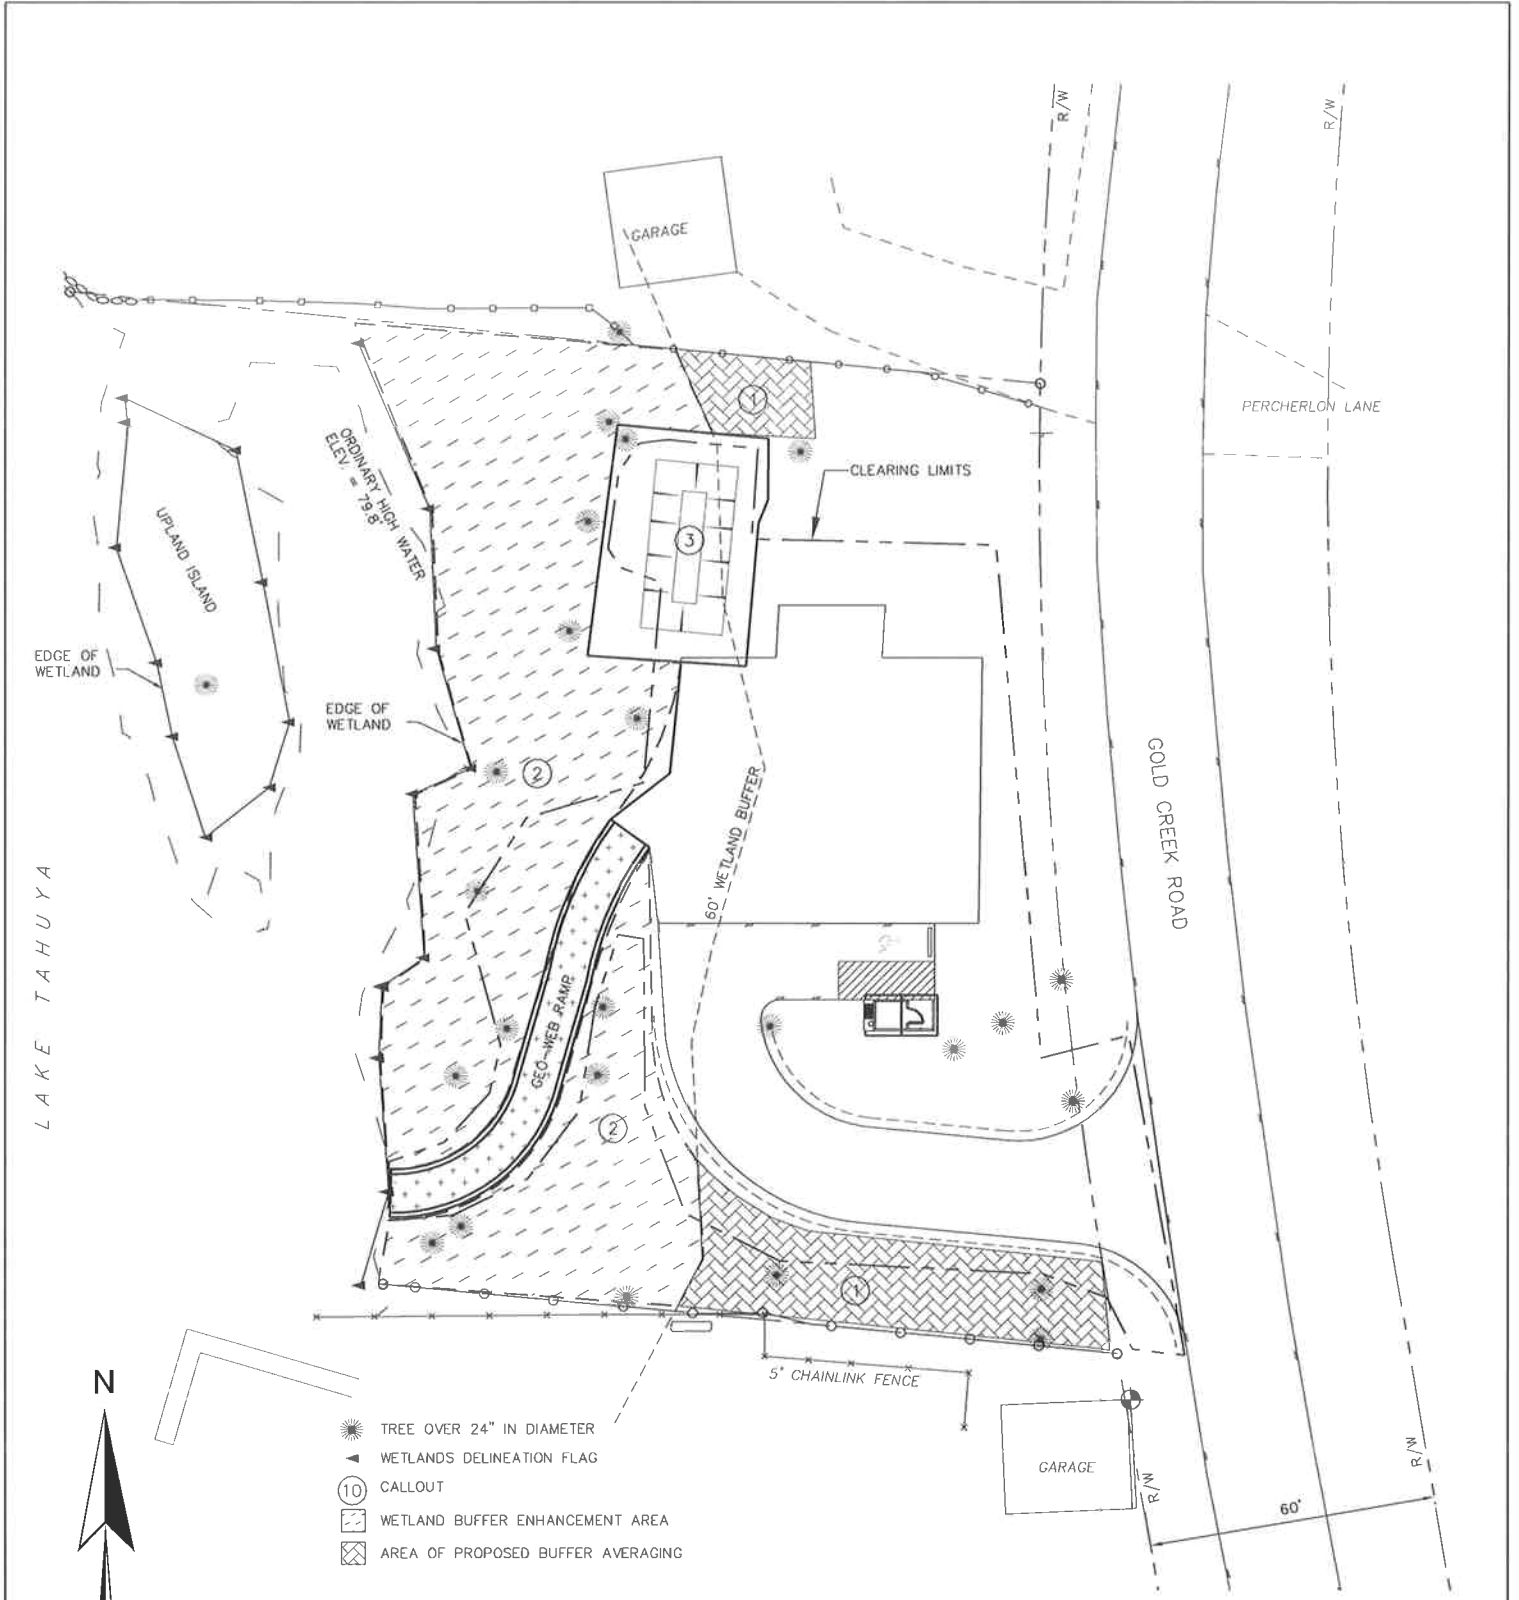 R/W
R/W
GARAGE
1
PERCHERLON LANE
ORDINARY HIGH WATER
ELEV. = 79.8'
CLEARING LIMITS
UPLAND ISLAND
3
EDGE OF
WETLAND
EDGE OF
WETLAND
2
60' WETLAND BUFFER
GOLD CREEK ROAD
LAKE TAHUYA
GEO-WEB RAMP
2
1
5' CHAINLINK FENCE
N
TREE OVER 24" IN DIAMETER
WETLANDS DELINEATION FLAG
10 CALLOUT
WETLAND BUFFER ENHANCEMENT AREA
AREA OF PROPOSED BUFFER AVERAGING
GARAGE
R/W
R/W
60'